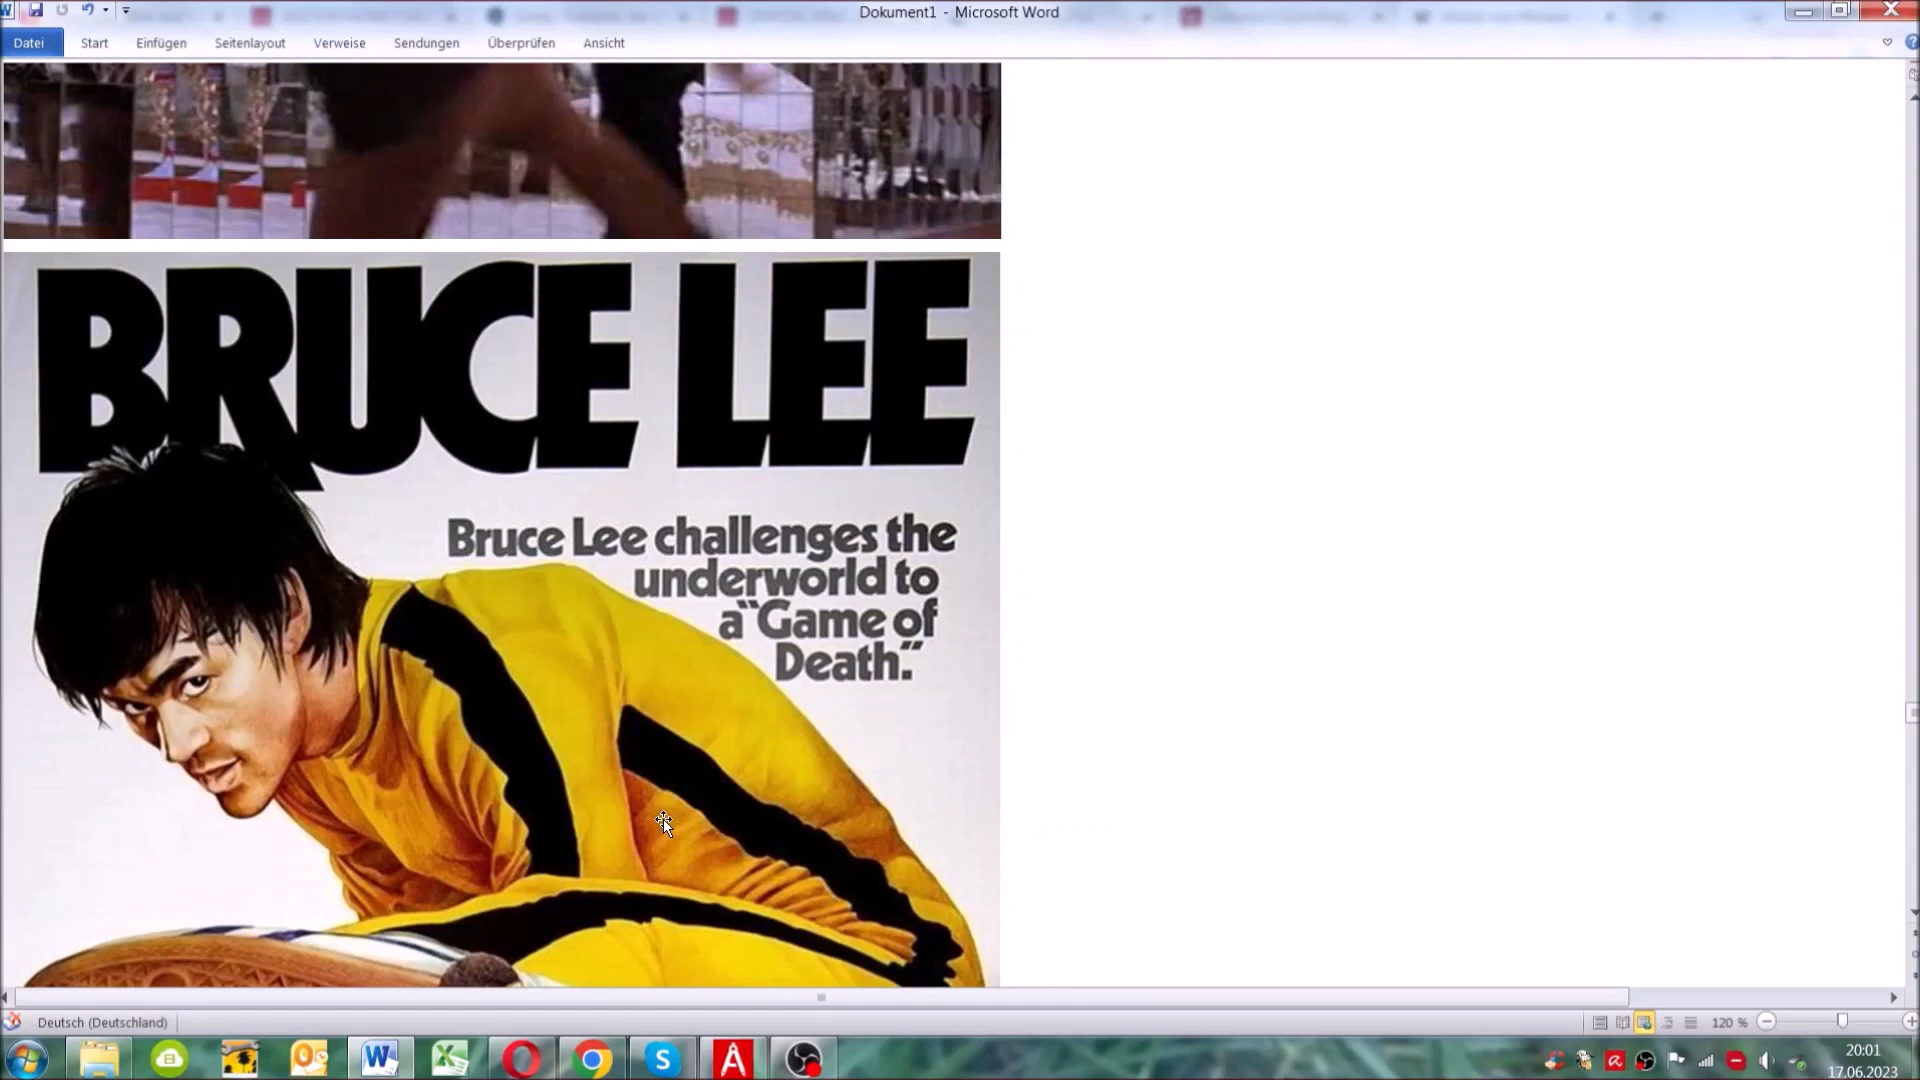 Dokument1 - Microsoft Word
Datei Start Einfügen Seitenlayout Verweise Sendungen Überprüfen Ansicht
BRUCE LEE
Bruce Lee challenges the
underworld to
a "Game of
Death."
Deutsch (Deutschland)
120 %
20:01
17.06.2023